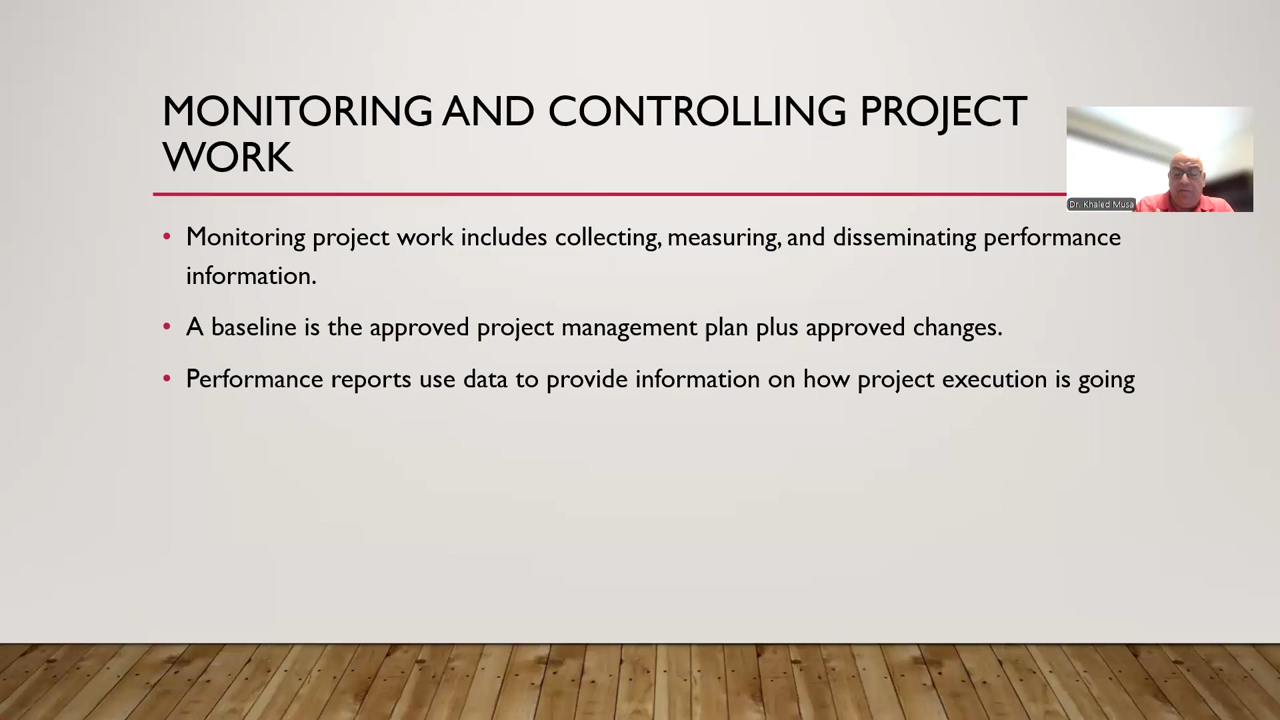 MONITORING AND CONTROLLING PROJECT
WORK
Dr. Khaled Musa
• Monitoring project work includes collecting, measuring, and disseminating performance
information.
• A baseline is the approved project management plan plus approved changes.
• Performance reports use data to provide information on how project execution is going